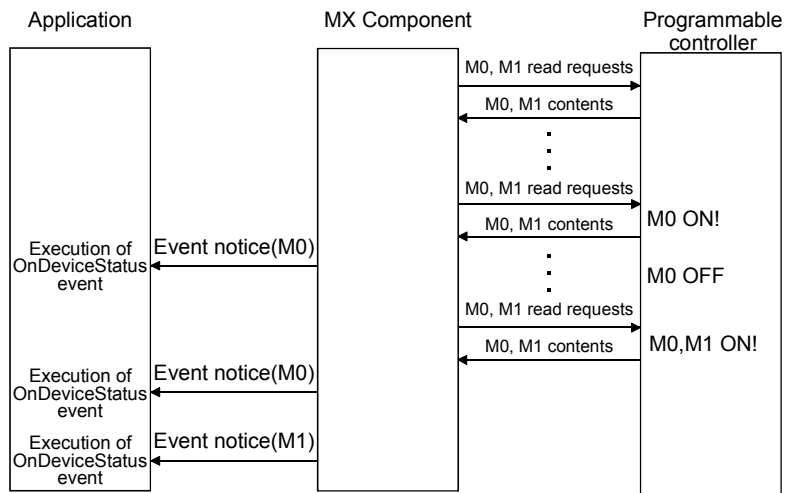 Application
MX Component
Programmable
controller
M0, M1 read requests
M0, M1 contents
M0, M1 read requests
M0, M1 contents
M0 ON!
Event notice(M0)
Execution of
OnDeviceStatus
event
M0 OFF
M0, M1 read requests
M0, M1 contents
M0,M1 ON!
Event notice(M0)
Execution of
OnDeviceStatus
event
Event notice(M1)
Execution of
OnDeviceStatus
event